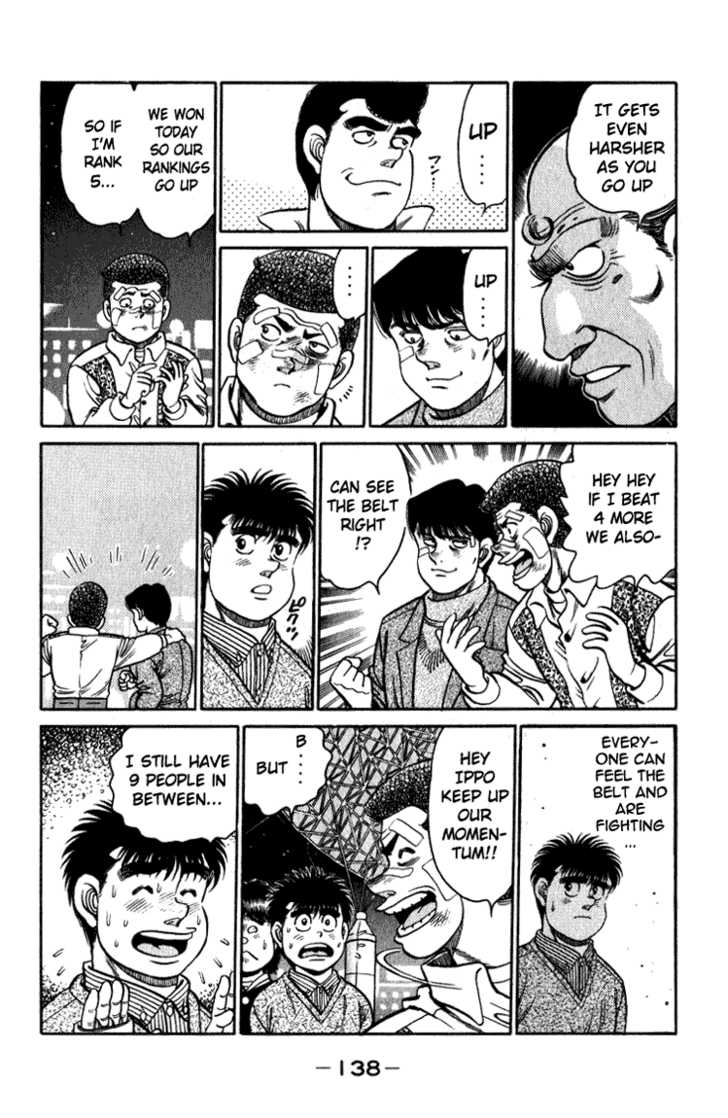 IT GETS
EVEN
HARSHER
AS YOU
GO UP
UP
....
マン…
UP
....
....
WE WON
TODAY
SO OUR
RANKINGS
GO UP
SO IF
I'M
RANK
5...
HEY HEY
IF I BEAT
4 MORE
WE ALSO-
CAN SEE
THE BELT
RIGHT
!?
EVERY-
ONE CAN
FEEL THE
BELT AND
ARE
FIGHTING
...
HEY
IPPO
KEEP UP
OUR
MOMEN-
TUM!!
B
....
BUT
I STILL HAVE
9 PEOPLE IN
BETWEEN...
-138-